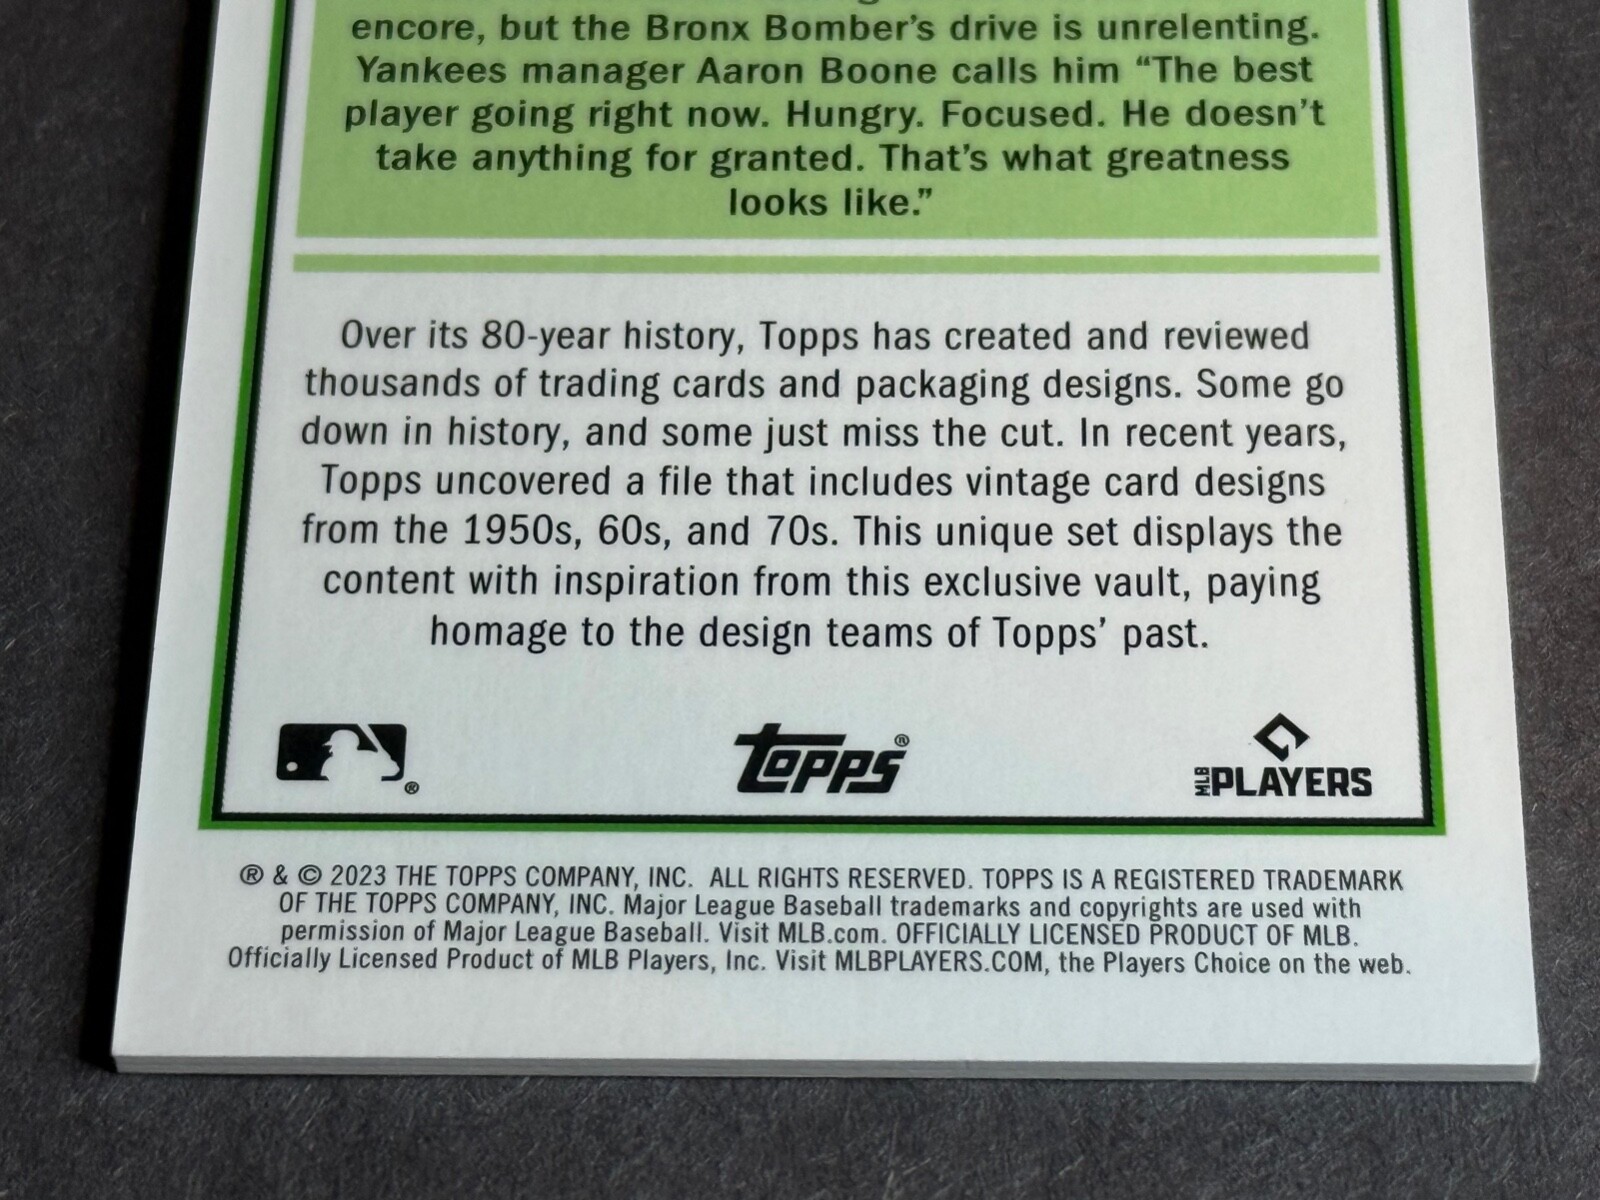 encore, but the Bronx Bomber's drive is unrelenting.
Yankees manager Aaron Boone calls him “The best
player going right now. Hungry. Focused. He doesn't
take anything for granted. That's what greatness
looks like.”
Over its 80-year history, Topps has created and reviewed
thousands of trading cards and packaging designs. Some go
down in history, and some just miss the cut. In recent years,
Topps uncovered a file that includes vintage card designs
from the 1950s, 60s, and 70s. This unique set displays the
content with inspiration from this exclusive vault, paying
homage to the design teams of Topps' past.
®
Topps®
MLB PLAYERS
® & © 2023 THE TOPPS COMPANY, INC. ALL RIGHTS RESERVED. TOPPS IS A REGISTERED TRADEMARK
OF THE TOPPS COMPANY, INC. Major League Baseball trademarks and copyrights are used with
permission of Major League Baseball. Visit MLB.com. OFFICIALLY LICENSED PRODUCT OF MLB.
Officially Licensed Product of MLB Players, Inc. Visit MLBPLAYERS.COM, the Players Choice on the web.